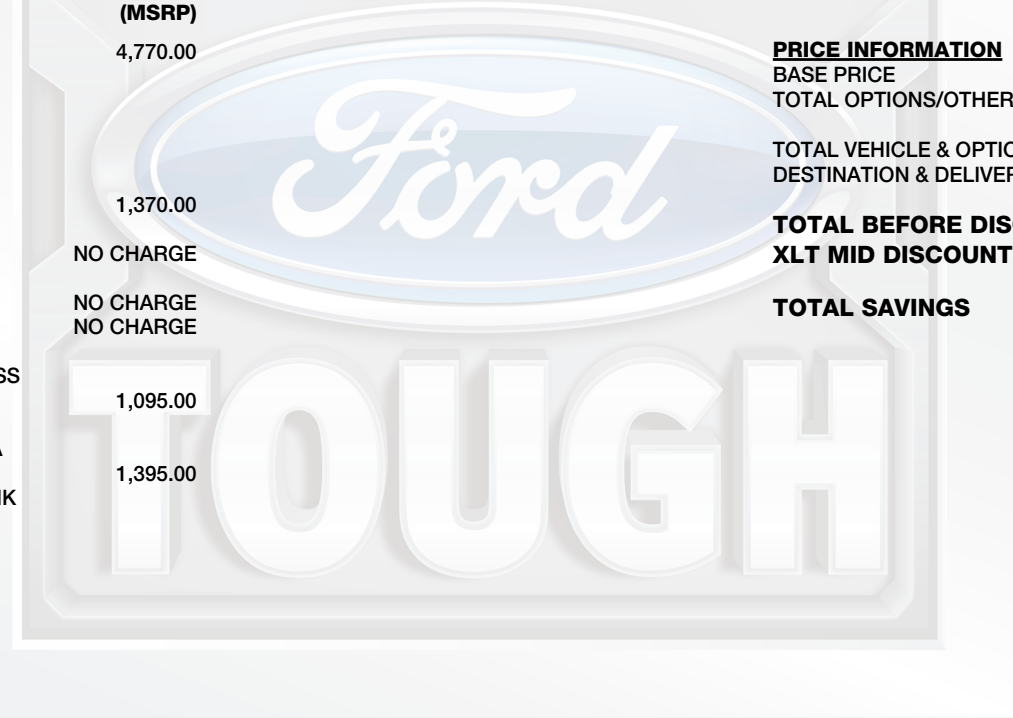 (MSRP)
4,770.00
1,370.00
NO CHARGE
NO CHARGE
NO CHARGE
SS
1,095.00
A
1,395.00
IK
PRICE INFORMATION
BASE PRICE
TOTAL OPTIONS/OTHER
TOTAL VEHICLE & OPTIO
DESTINATION & DELIVER
TOTAL BEFORE DIS
XLT MID DISCOUNT
TOTAL SAVINGS
Ford
TOUGH